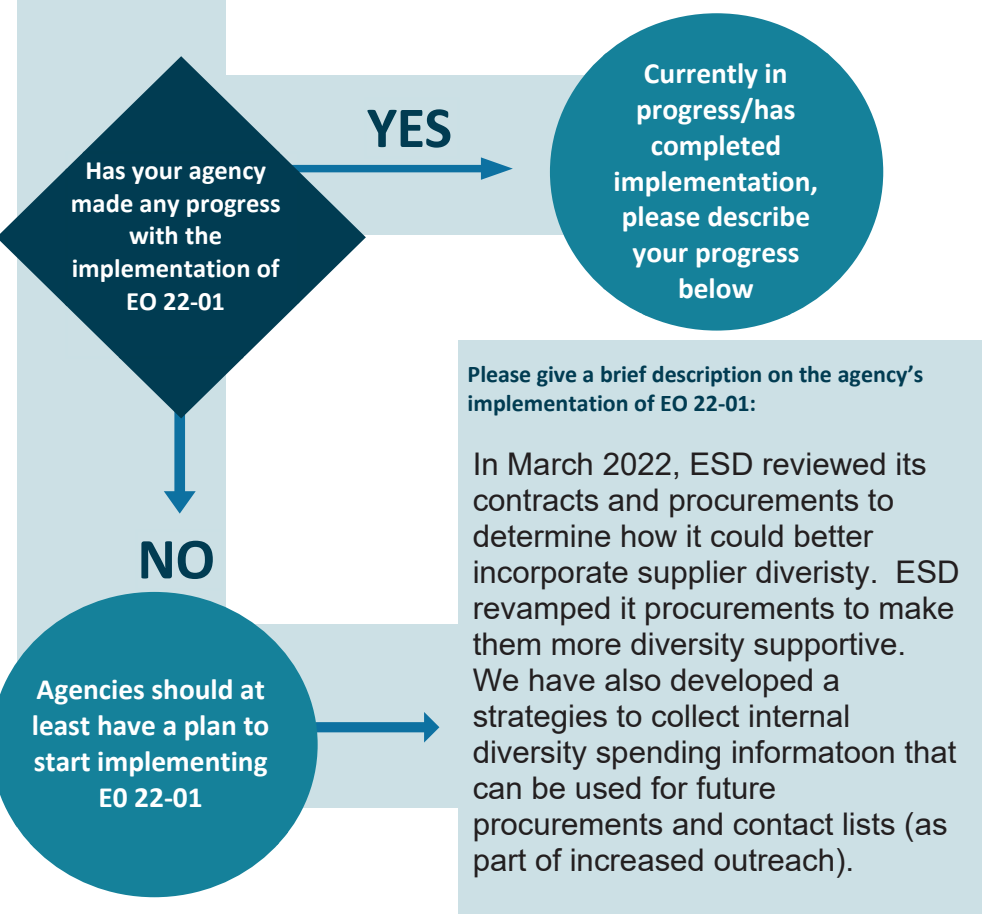 Has your agency
made any progress
with the
implementation of
EO 22-01
YES
Currently in
progress/has
completed
implementation,
please describe
your progress
below
NO
Agencies should at
least have a plan to
start implementing
E0 22-01
Please give a brief description on the agency's
implementation of EO 22-01:
In March 2022, ESD reviewed its
contracts and procurements to
determine how it could better
incorporate supplier diveristy.  ESD
revamped it procurements to make
them more diversity supportive.
We have also developed a
strategies to collect internal
diversity spending informatoon that
can be used for future
procurements and contact lists (as
part of increased outreach).